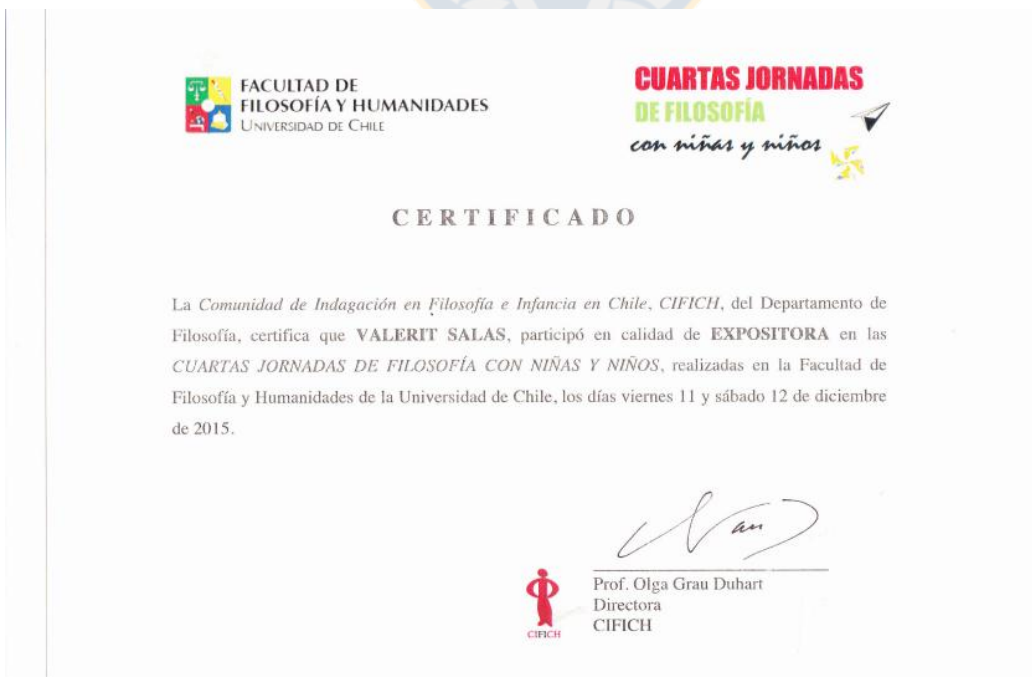 FACULTAD DE
FILOSOFÍA Y HUMANIDADES
UNIVERSIDAD DE CHILE
CUARTAS JORNADAS
DE FILOSOFÍA
con niñas y niños
CERTIFICADO
La Comunidad de Indagación en Filosofía e Infancia en Chile, CIFICH, del Departamento de
Filosofía, certifica que VALERIT SALAS, participó en calidad de EXPOSITORA en las
CUARTAS JORNADAS DE FILOSOFÍA CON NIÑAS Y NIÑOS, realizadas en la Facultad de
Filosofía y Humanidades de la Universidad de Chile, los días viernes 11 y sábado 12 de diciembre
de 2015.
Prof. Olga Grau Duhart
Directora
CIFICH
CIFICH